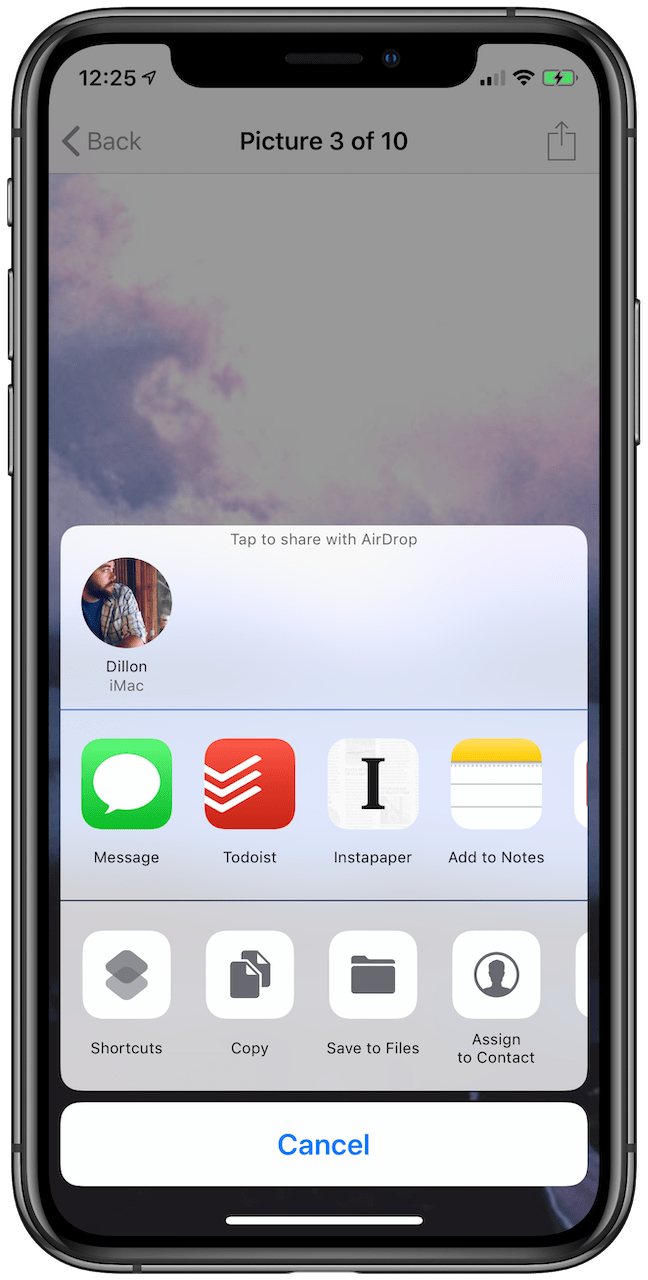 12:25
Back
Picture 3 of 10
Tap to share with AirDrop
Dillon
iMac
I
Message
Todoist
Instapaper
Add to Notes
Shortcuts
Copy
Save to Files
Assign
to Contact
Cancel